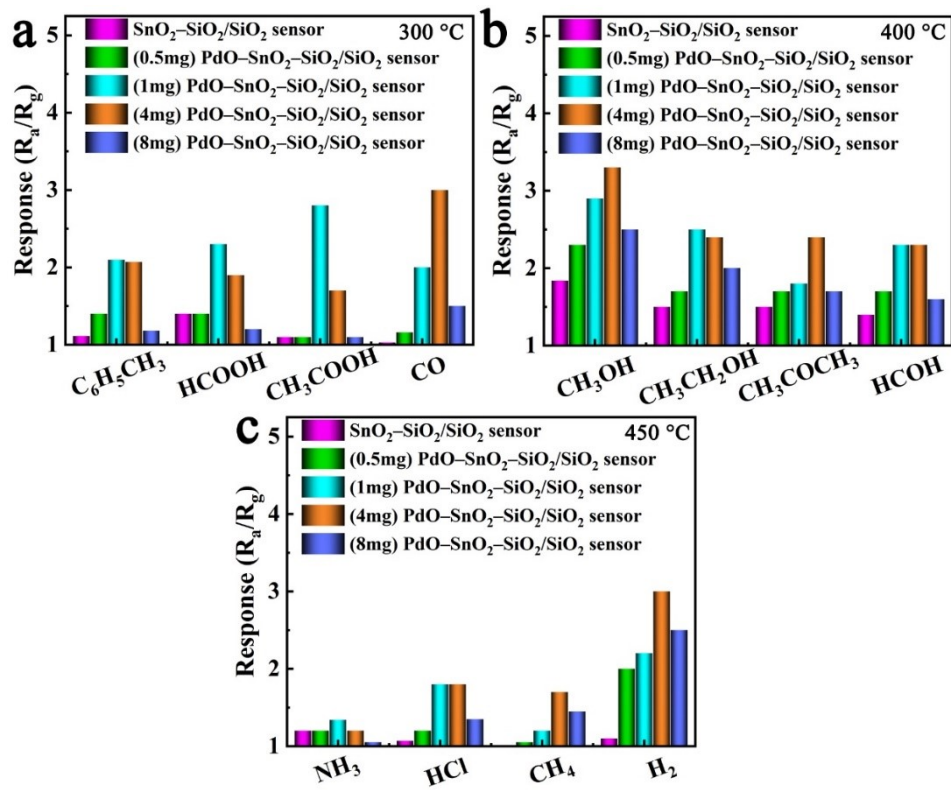 a
300 °C
SnO₂–SiO₂/SiO₂ sensor
(0.5mg) PdO–SnO₂–SiO₂/SiO₂ sensor
(1mg) PdO–SnO₂–SiO₂/SiO₂ sensor
(4mg) PdO–SnO₂–SiO₂/SiO₂ sensor
(8mg) PdO–SnO₂–SiO₂/SiO₂ sensor
Response (Rₐ/R_g)
5
4
3
2
1
C₆H₅CH₃
HCOOH
CH₃COOH
CO
b
400 °C
SnO₂–SiO₂/SiO₂ sensor
(0.5mg) PdO–SnO₂–SiO₂/SiO₂ sensor
(1mg) PdO–SnO₂–SiO₂/SiO₂ sensor
(4mg) PdO–SnO₂–SiO₂/SiO₂ sensor
(8mg) PdO–SnO₂–SiO₂/SiO₂ sensor
Response (Rₐ/R_g)
5
4
3
2
1
CH₃OH
CH₃CH₂OH
CH₃COCH₃
HCOH
c
450 °C
SnO₂–SiO₂/SiO₂ sensor
(0.5mg) PdO–SnO₂–SiO₂/SiO₂ sensor
(1mg) PdO–SnO₂–SiO₂/SiO₂ sensor
(4mg) PdO–SnO₂–SiO₂/SiO₂ sensor
(8mg) PdO–SnO₂–SiO₂/SiO₂ sensor
Response (Rₐ/R_g)
5
4
3
2
1
NH₃
HCl
CH₄
H₂